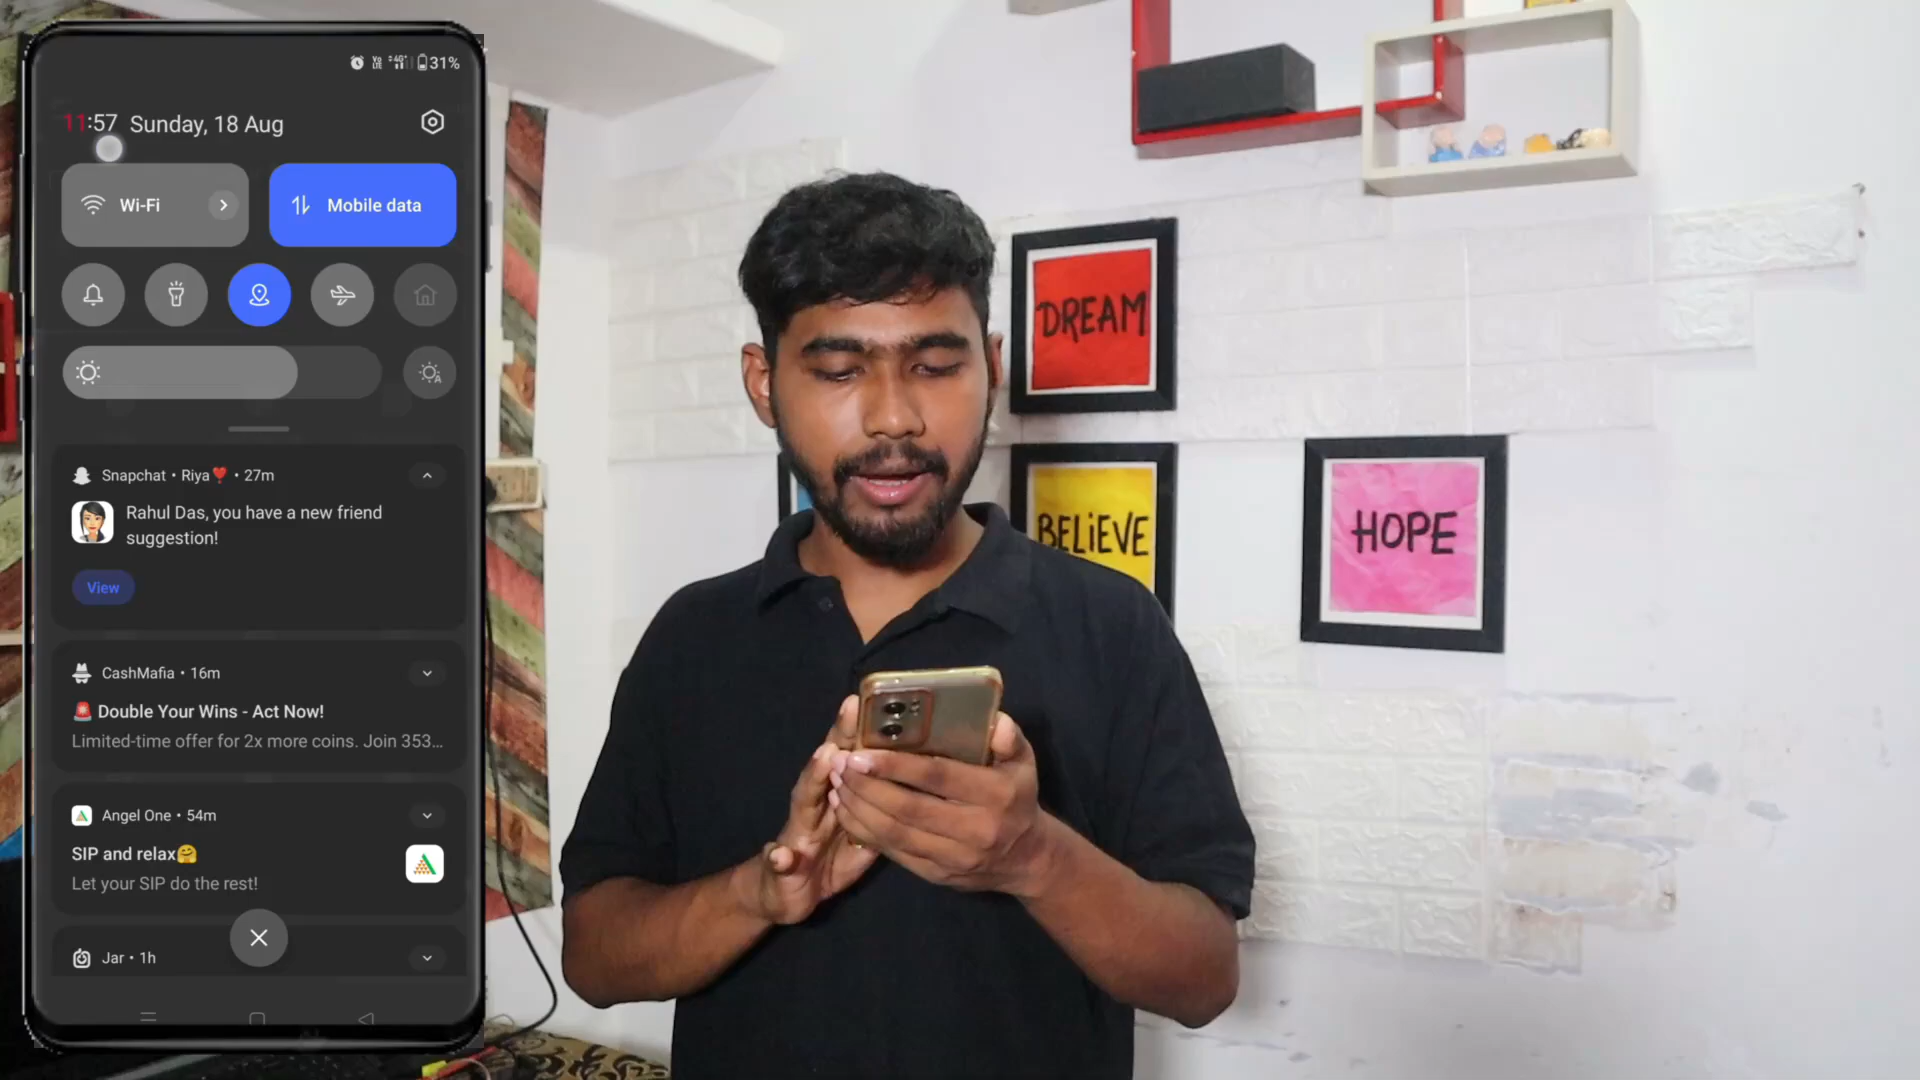 31%
11:57 Sunday, 18 Aug
Wi-Fi
Mobile data
Snapchat • Riya❤️ • 27m
Rahul Das, you have a new friend
suggestion!
View
CashMafia • 16m
🚨 Double Your Wins - Act Now!
Limited-time offer for 2x more coins. Join 353...
Angel One • 54m
SIP and relax🤗
Let your SIP do the rest!
Jar • 1h
DREAM
BELiEVE
HOPE